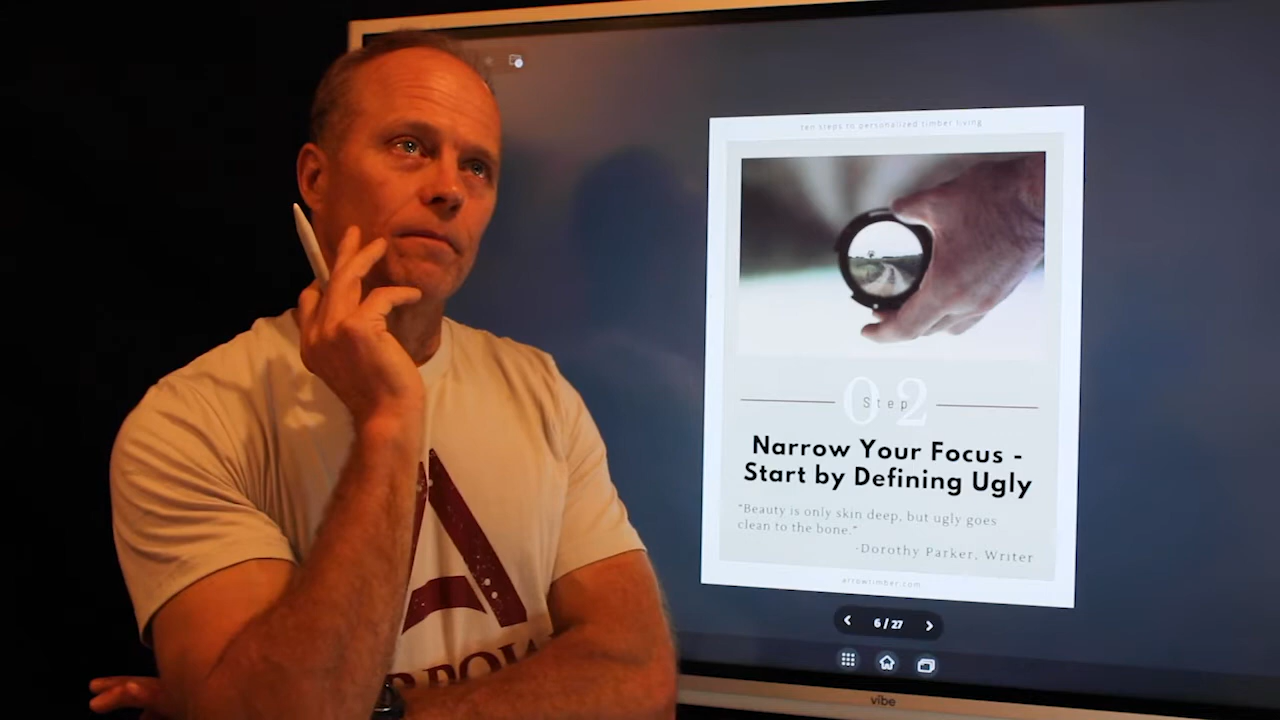 ten steps to personalized timber living
02
Step
Narrow Your Focus -
Start by Defining Ugly
"Beauty is only skin deep, but ugly goes
clean to the bone."
-Dorothy Parker, Writer
arrowtimber.com
6 / 27
vibe
A